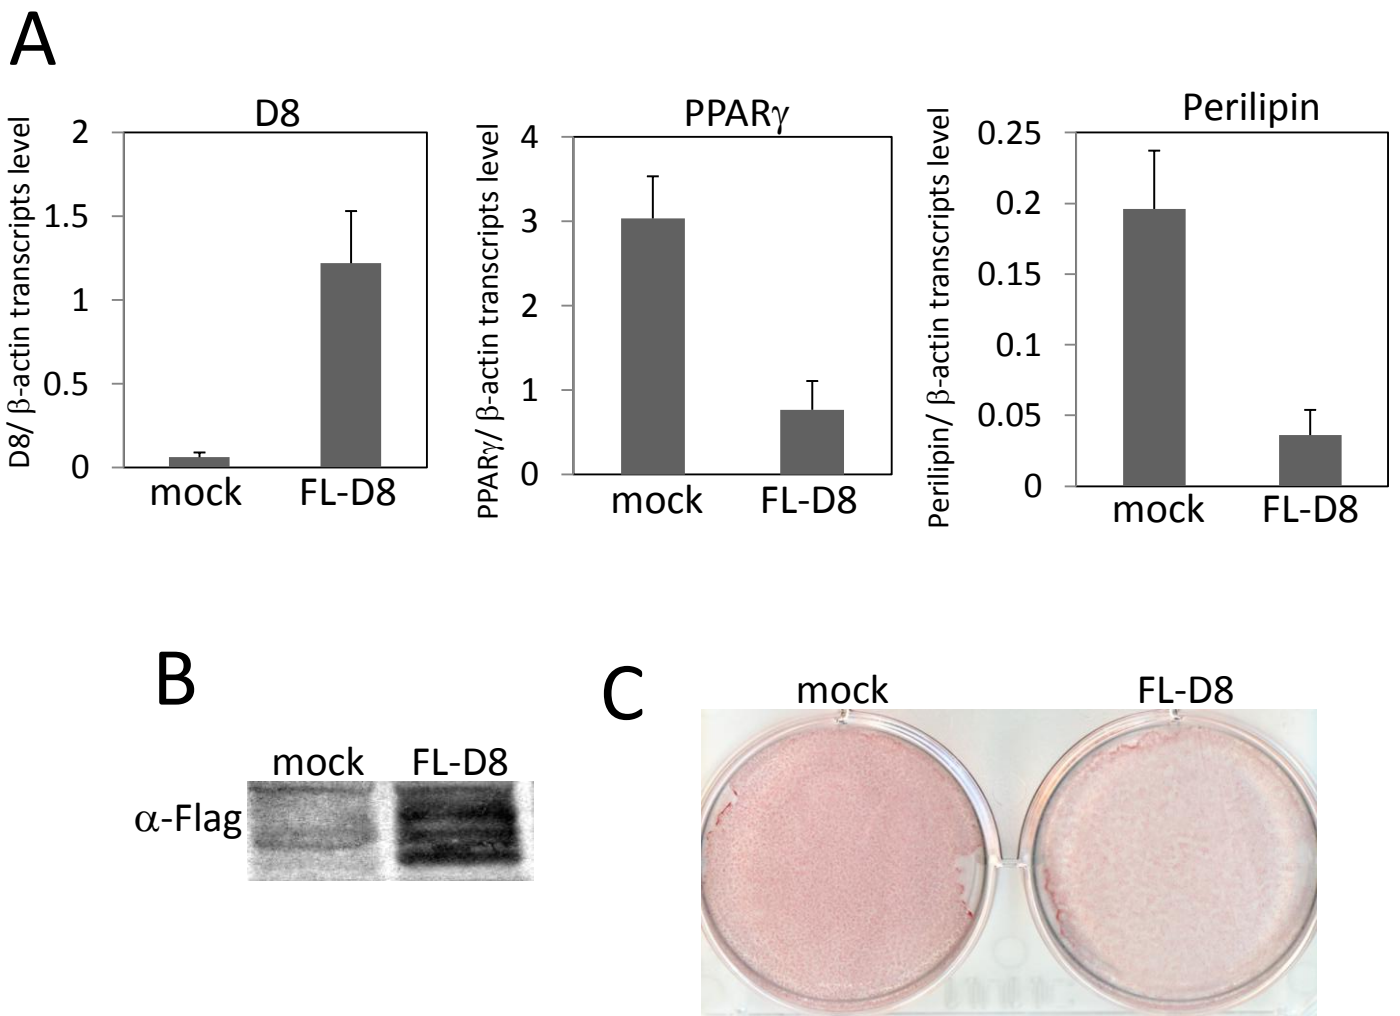 A
D8
D8/ β-actin transcripts level
2
1.5
1
0.5
0
mock FL-D8
PPARγ
PPARγ/ β-actin transcripts level
4
3
2
1
0
mock FL-D8
Perilipin
Perilipin/ β-actin transcripts level
0.25
0.2
0.15
0.1
0.05
0
mock FL-D8
B
mock FL-D8
α-Flag
C
mock FL-D8